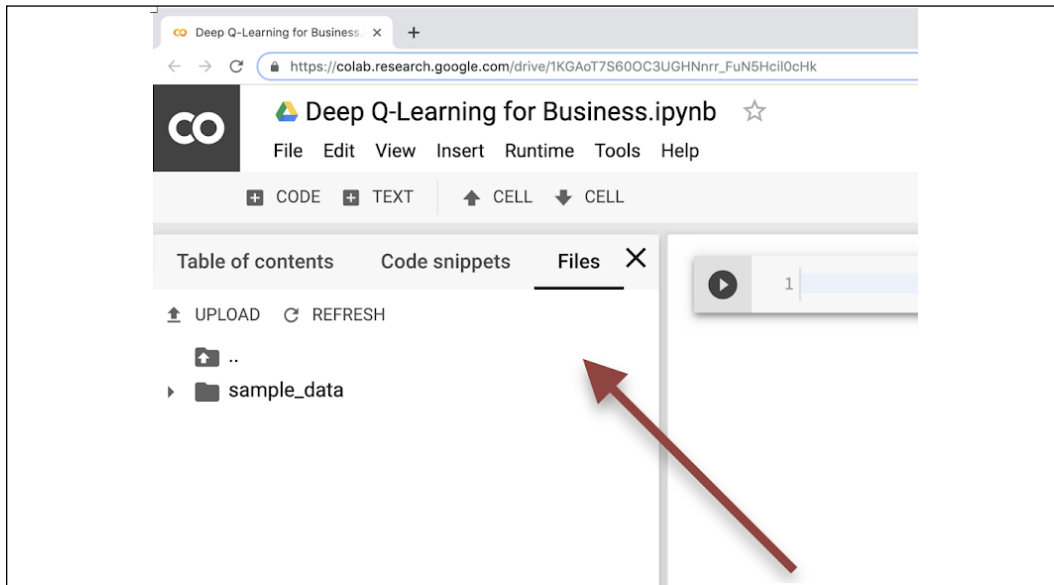 Deep Q-Learning for Business.
https://colab.research.google.com/drive/1KGAoT7S60OC3UGHNnrr_FuN5Hcil0cHk
CO
Deep Q-Learning for Business.ipynb
File Edit View Insert Runtime Tools Help
CODE TEXT CELL CELL
Table of contents Code snippets Files
1
UPLOAD REFRESH
..
sample_data